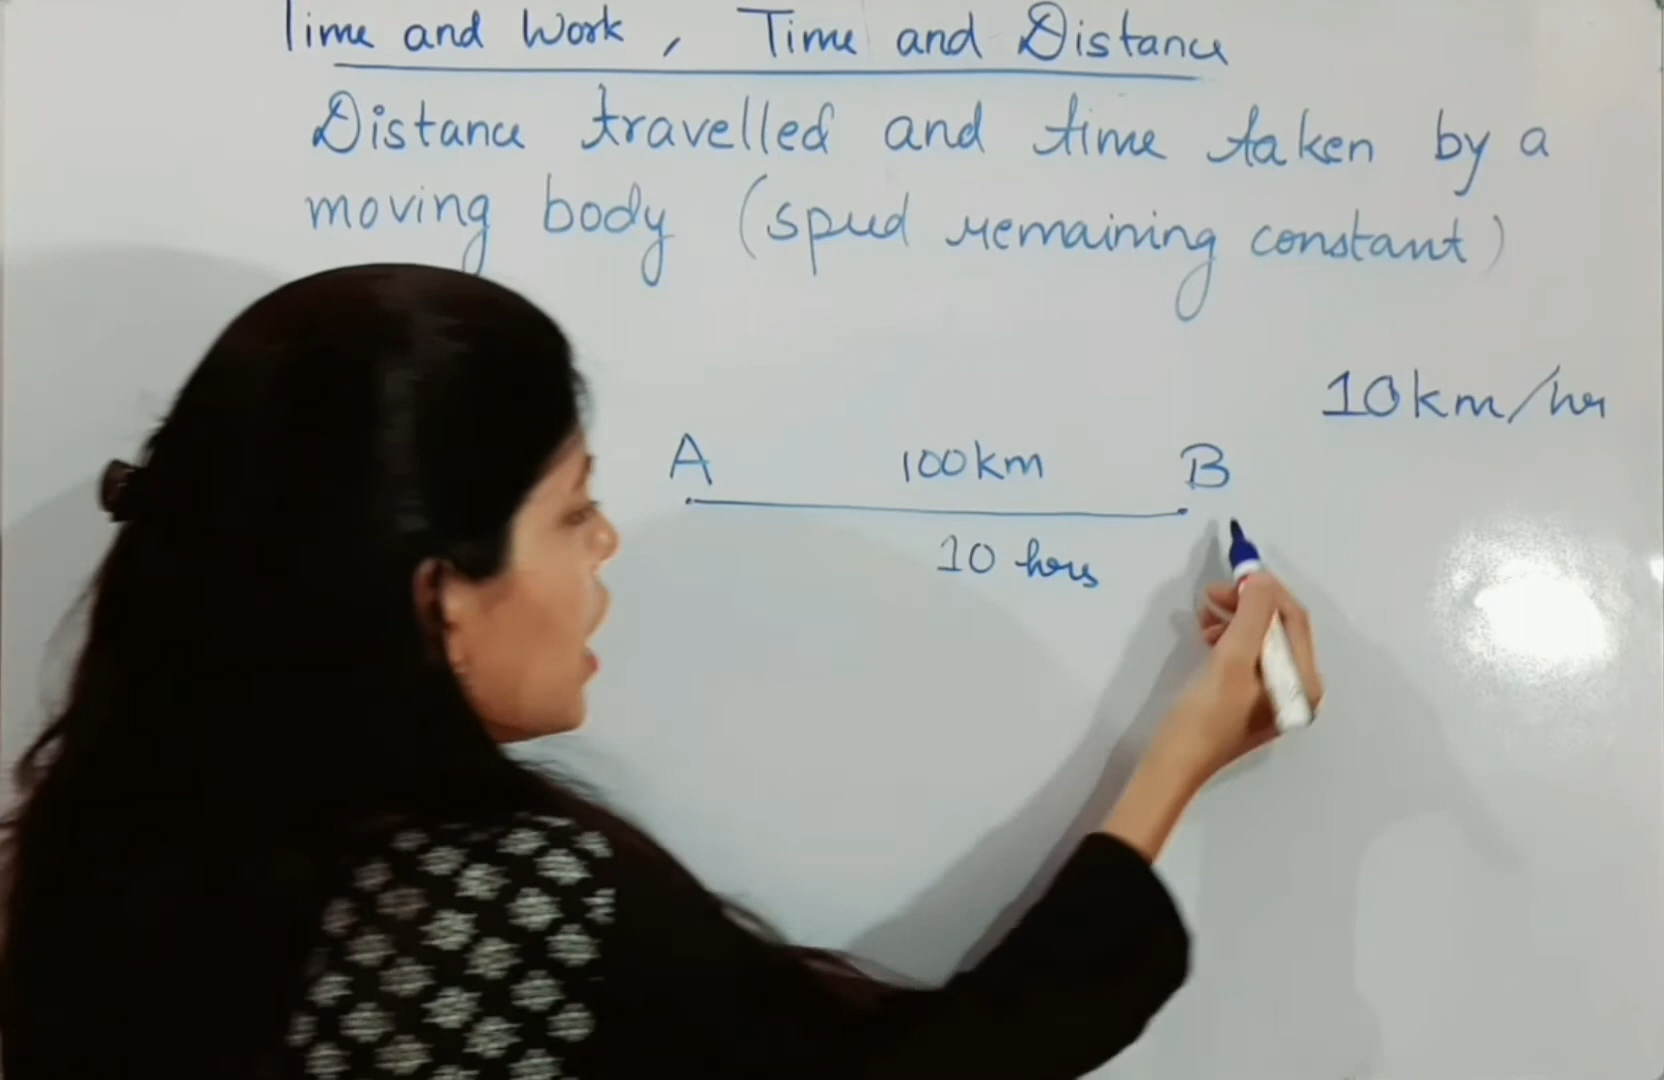 Time and Work, Time and Distance
Distance travelled and time taken by a
moving body (speed remaining constant)
10km/hr
A 100km B
10 hrs